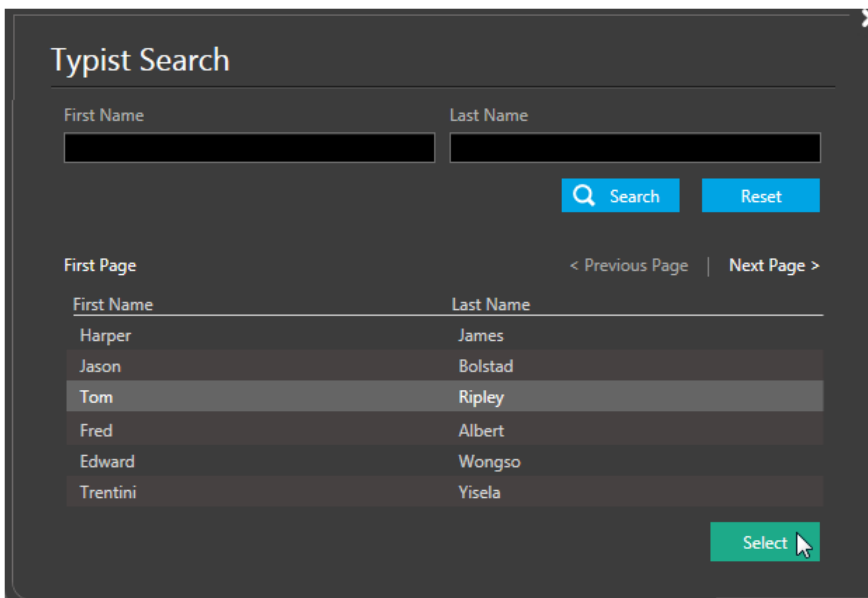 Typist Search
First Name Last Name
Search Reset
First Page < Previous Page | Next Page >
First Name Last Name
Harper James
Jason Bolstad
Tom Ripley
Fred Albert
Edward Wongso
Trentini Yisela
Select